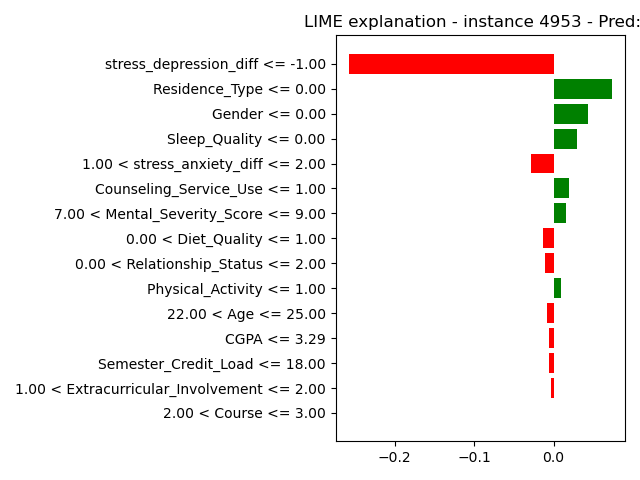 LIME explanation - instance 4953 - Pred:
stress_depression_diff <= -1.00
Residence_Type <= 0.00
Gender <= 0.00
Sleep_Quality <= 0.00
1.00 < stress_anxiety_diff <= 2.00
Counseling_Service_Use <= 1.00
7.00 < Mental_Severity_Score <= 9.00
0.00 < Diet_Quality <= 1.00
0.00 < Relationship_Status <= 2.00
Physical_Activity <= 1.00
22.00 < Age <= 25.00
CGPA <= 3.29
Semester_Credit_Load <= 18.00
1.00 < Extracurricular_Involvement <= 2.00
2.00 < Course <= 3.00
−0.2 −0.1 0.0